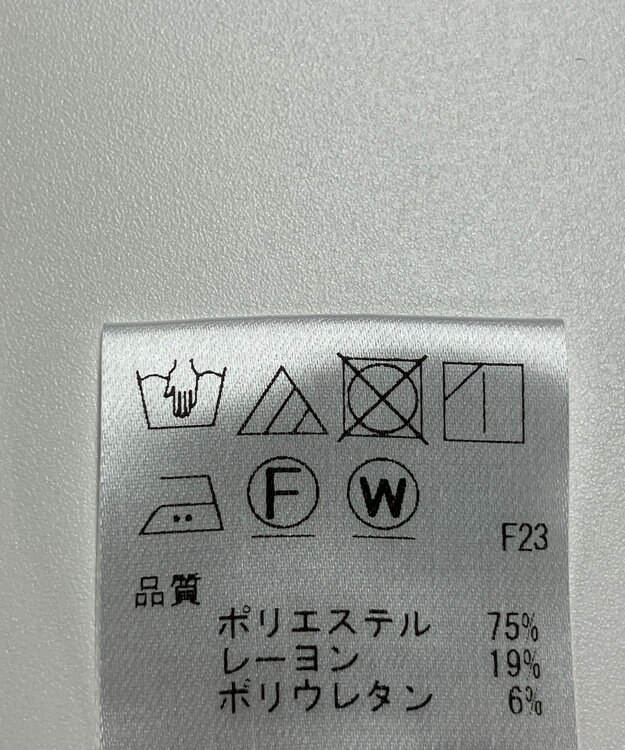 F W
F23
品質
ポリエステル 75%
レーヨン 19%
ポリウレタン 6%